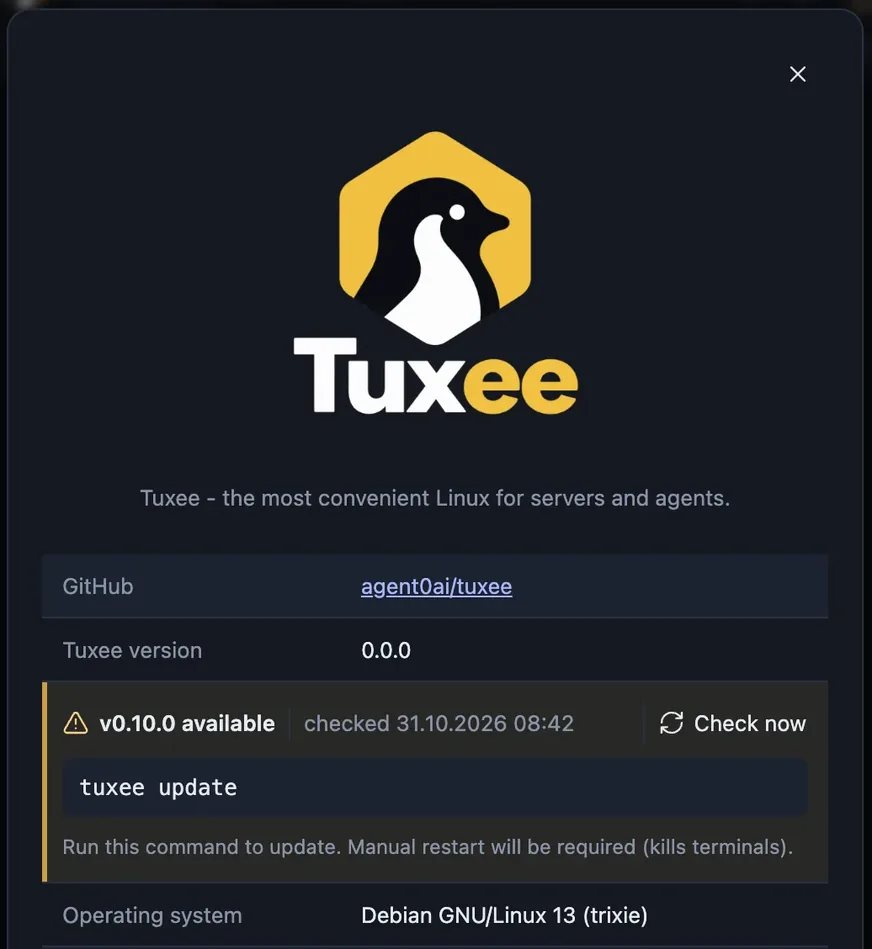 Tuxee
Tuxee - the most convenient Linux for servers and agents.
GitHub agent0ai/tuxee
Tuxee version 0.0.0
v0.10.0 available checked 31.10.2026 08:42 Check now
tuxee update
Run this command to update. Manual restart will be required (kills terminals).
Operating system Debian GNU/Linux 13 (trixie)